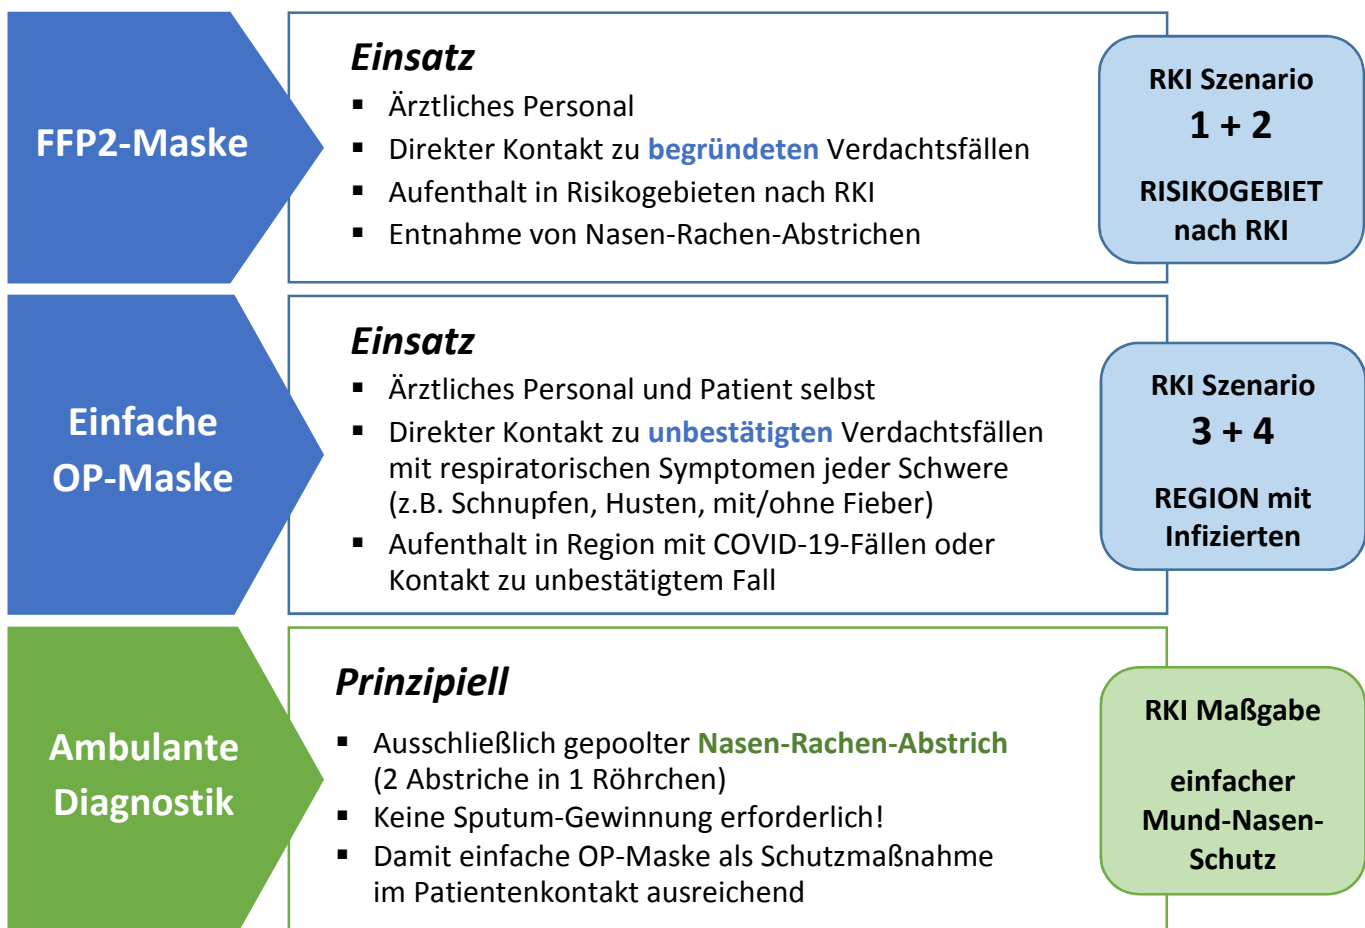 FFP2-Maske
Einsatz
▪ Ärztliches Personal
▪ Direkter Kontakt zu begründeten Verdachtsfällen
▪ Aufenthalt in Risikogebieten nach RKI
▪ Entnahme von Nasen-Rachen-Abstrichen
RKI Szenario
1 + 2
RISIKOGEBIET
nach RKI
Einfache
OP-Maske
Einsatz
▪ Ärztliches Personal und Patient selbst
▪ Direkter Kontakt zu unbestätigten Verdachtsfällen
mit respiratorischen Symptomen jeder Schwere
(z.B. Schnupfen, Husten, mit/ohne Fieber)
▪ Aufenthalt in Region mit COVID-19-Fällen oder
Kontakt zu unbestätigtem Fall
RKI Szenario
3 + 4
REGION mit
Infizierten
Ambulante
Diagnostik
Prinzipiell
▪ Ausschließlich gepoolter Nasen-Rachen-Abstrich
(2 Abstriche in 1 Röhrchen)
▪ Keine Sputum-Gewinnung erforderlich!
▪ Damit einfache OP-Maske als Schutzmaßnahme
im Patientenkontakt ausreichend
RKI Maßgabe
einfacher
Mund-Nasen-
Schutz